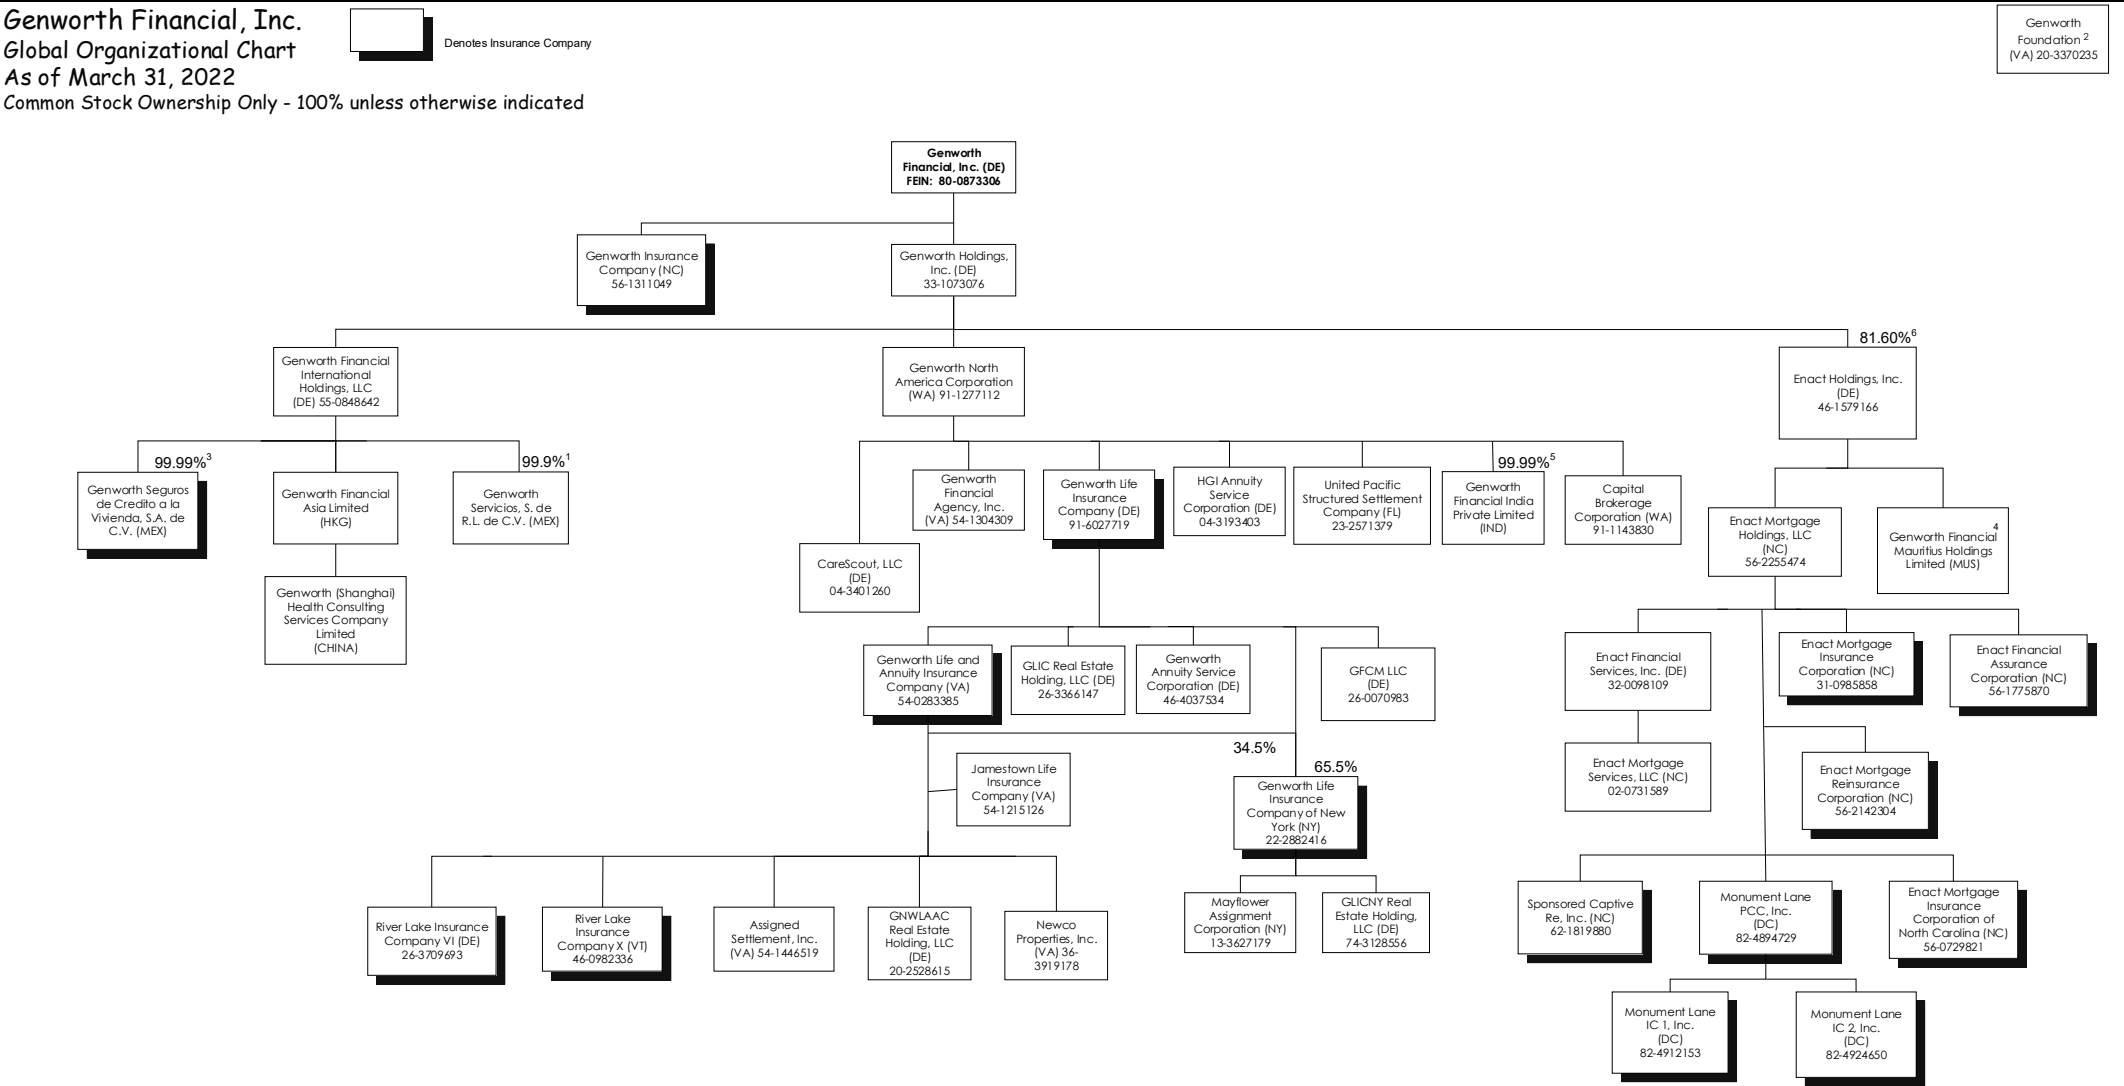 Genworth Financial, Inc.
Global Organizational Chart
As of March 31, 2022
Common Stock Ownership Only - 100% unless otherwise indicated
Denotes Insurance Company
Genworth
Foundation 2
(VA) 20-3370235
Genworth
Financial, Inc. (DE)
FEIN: 80-0873306
Genworth Insurance
Company (NC)
56-1311049
Genworth Holdings,
Inc. (DE)
33-1073076
Genworth Financial
International
Holdings, LLC
(DE) 55-0848642
Genworth North
America Corporation
(WA) 91-1277112
81.60%6
Enact Holdings, Inc.
(DE)
46-1579166
99.99%3
Genworth Seguros
de Credito a la
Vivienda, S.A. de
C.V. (MEX)
Genworth Financial
Asia Limited
(HKG)
99.9%1
Genworth
Servicios, S. de
R.L. de C.V. (MEX)
Genworth (Shanghai)
Health Consulting
Services Company
Limited
(CHINA)
CareScout, LLC
(DE)
04-3401260
Genworth
Financial
Agency, Inc.
(VA) 54-1304309
Genworth Life
Insurance
Company (DE)
91-6027719
HGI Annuity
Service
Corporation (DE)
04-3193403
United Pacific
Structured Settlement
Company (FL)
23-2571379
99.99%5
Genworth
Financial India
Private Limited
(IND)
Capital
Brokerage
Corporation (WA)
91-1143830
Enact Mortgage
Holdings, LLC
(NC)
56-2255474
4
Genworth Financial
Mauritius Holdings
Limited (MUS)
Genworth Life and
Annuity Insurance
Company (VA)
54-0283385
GLIC Real Estate
Holding, LLC (DE)
26-3366147
Genworth
Annuity Service
Corporation (DE)
46-4037534
GFCM LLC
(DE)
26-0070983
Enact Financial
Services, Inc. (DE)
32-0098109
Enact Mortgage
Insurance
Corporation (NC)
31-0985858
Enact Financial
Assurance
Corporation (NC)
56-1775870
Jamestown Life
Insurance
Company (VA)
54-1215126
34.5%
65.5%
Genworth Life
Insurance
Company of New
York (NY)
22-2882416
Enact Mortgage
Services, LLC (NC)
02-0731589
Enact Mortgage
Reinsurance
Corporation (NC)
56-2142304
River Lake Insurance
Company VI (DE)
26-3709693
River Lake
Insurance
Company X (VT)
46-0982336
Assigned
Settlement, Inc.
(VA) 54-1446519
GNWLAAC
Real Estate
Holding, LLC
(DE)
20-2528615
Newco
Properties, Inc.
(VA) 36-
3919178
Mayflower
Assignment
Corporation (NY)
13-3627179
GLICNY Real
Estate Holding,
LLC (DE)
74-3128556
Sponsored Captive
Re, Inc. (NC)
62-1819880
Monument Lane
PCC, Inc.
(DC)
82-4894729
Enact Mortgage
Insurance
Corporation of
North Carolina (NC)
56-0729821
Monument Lane
IC 1, Inc.
(DC)
82-4912153
Monument Lane
IC 2, Inc.
(DC)
82-4924650